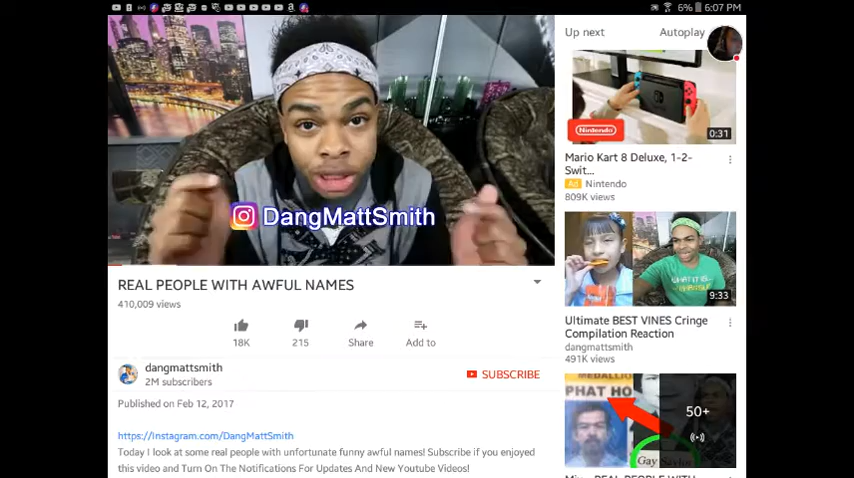 6% 6:07 PM
DangMattSmith
REAL PEOPLE WITH AWFUL NAMES
410,009 views
18K
215
Share
Add to
dangmattsmith
2M subscribers
SUBSCRIBE
Published on Feb 12, 2017
https://instagram.com/DangMattSmith
Today I look at some real people with unfortunate funny awful names! Subscribe if you enjoyed
this video and Turn On The Notifications For Updates And New Youtube Videos!
Up next
Autoplay
Nintendo
0:31
Mario Kart 8 Deluxe, 1-2-
Swit...
Ad Nintendo
809K views
9:33
Ultimate BEST VINES Cringe
Compilation Reaction
dangmattsmith
491K views
PHAT HO
50+
Gay